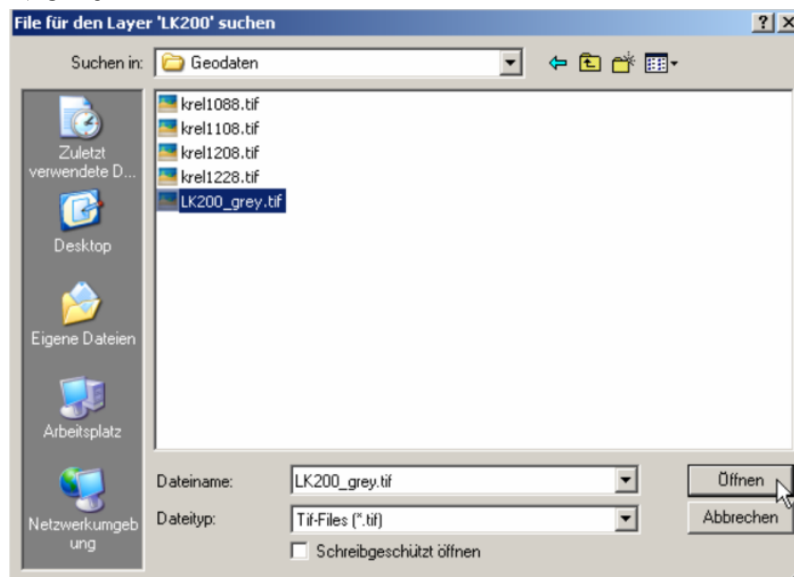 File für den Layer 'LK200' suchen
Suchen in:
Geodaten
krel1088.tif
krel1108.tif
krel1208.tif
krel1228.tif
LK200_grey.tif
Zuletzt
verwendete D...
Desktop
Eigene Dateien
Arbeitsplatz
Netzwerkumgeb
ung
Dateiname:
LK200_grey.tif
Öffnen
Dateityp:
Tif-Files (*.tif)
Abbrechen
Schreibgeschützt öffnen